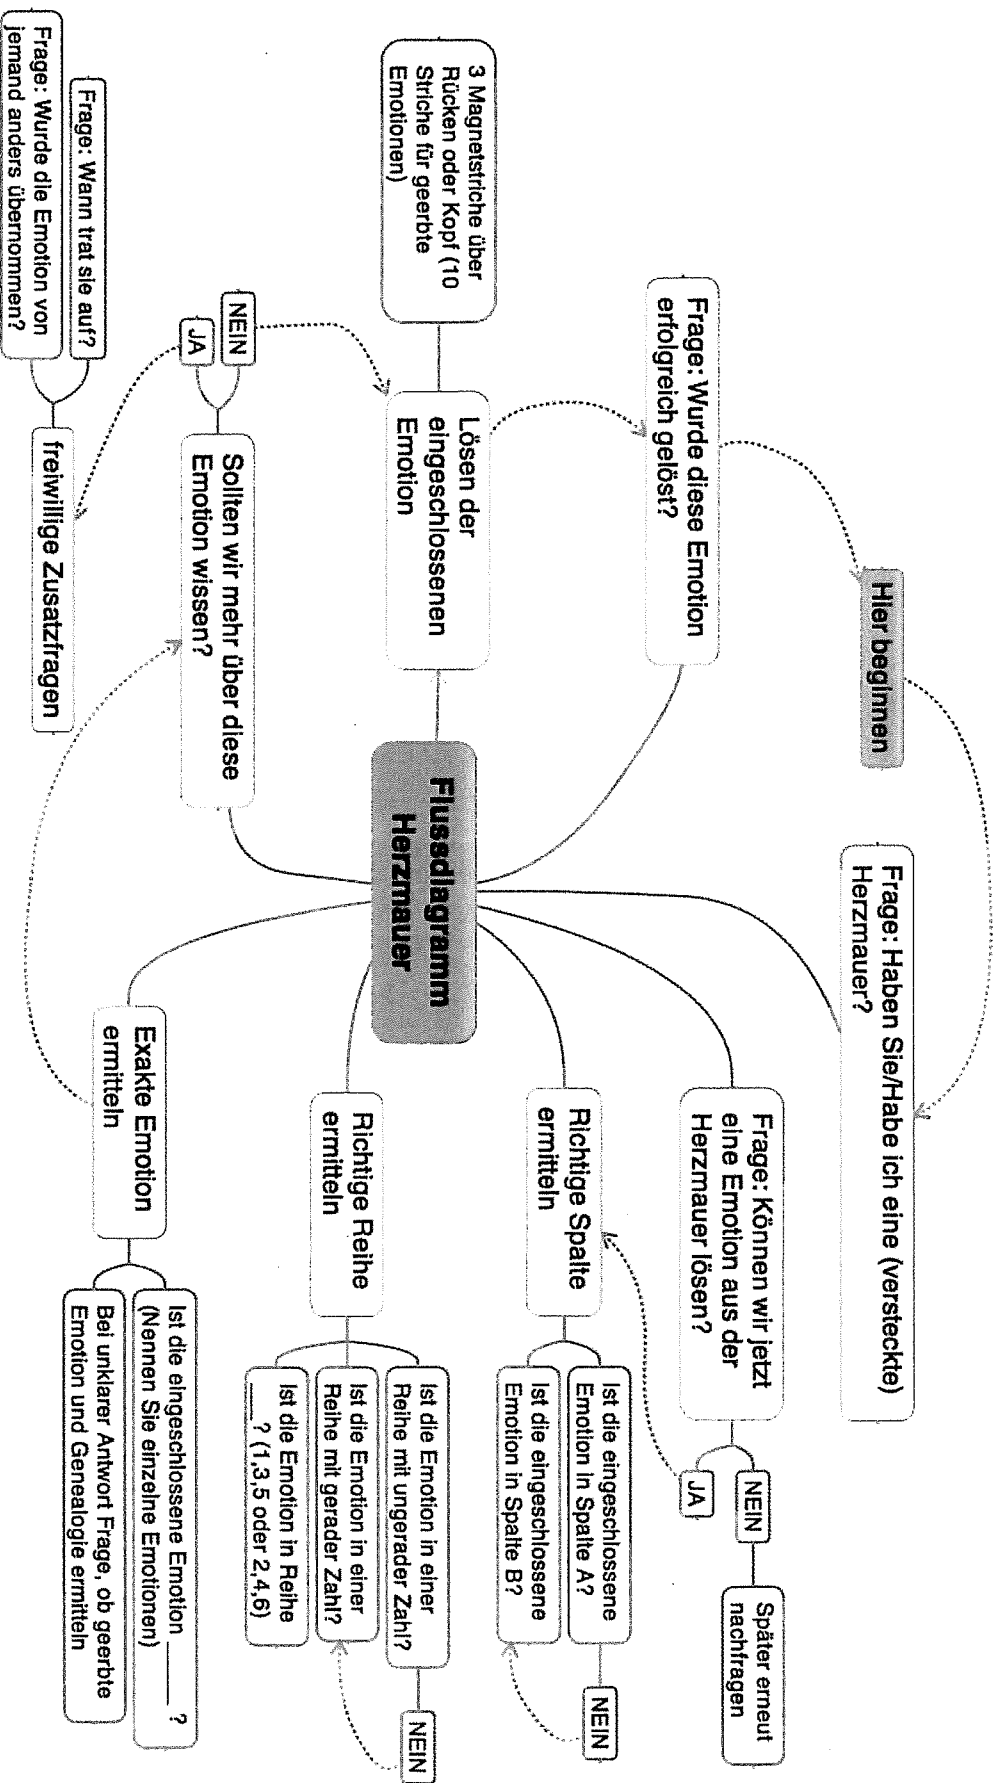 Hier beginnen
Frage: Haben Sie/Habe ich eine (versteckte)
Herzmauer?
Frage: Können wir jetzt
eine Emotion aus der
Herzmauer lösen?
NEIN
JA
Später erneut
nachfragen
Richtige Spalte
ermitteln
Ist die eingeschlossene
Emotion in Spalte A?
Ist die eingeschlossene
Emotion in Spalte B?
NEIN
Richtige Reihe
ermitteln
Ist die Emotion in einer
Reihe mit ungerader Zahl?
Ist die Emotion in einer
Reihe mit gerader Zahl?
Ist die Emotion in Reihe
___? (1,3,5 oder 2,4,6)
NEIN
Exakte Emotion
ermitteln
Ist die eingeschlossene Emotion ______ ?
(Nennen Sie einzelne Emotionen)
Bei unklarer Antwort Frage, ob geerbte
Emotion und Genealogie ermitteln
Flussdiagramm
Herzmauer
Frage: Wurde diese Emotion
erfolgreich gelöst?
Lösen der
eingeschlossenen
Emotion
3 Magnetstriche über
Rücken oder Kopf (10
Striche für geerbte
Emotionen)
Sollten wir mehr über diese
Emotion wissen?
NEIN
JA
freiwillige Zusatzfragen
Frage: Wann trat sie auf?
Frage: Wurde die Emotion von
jemand anders übernommen?